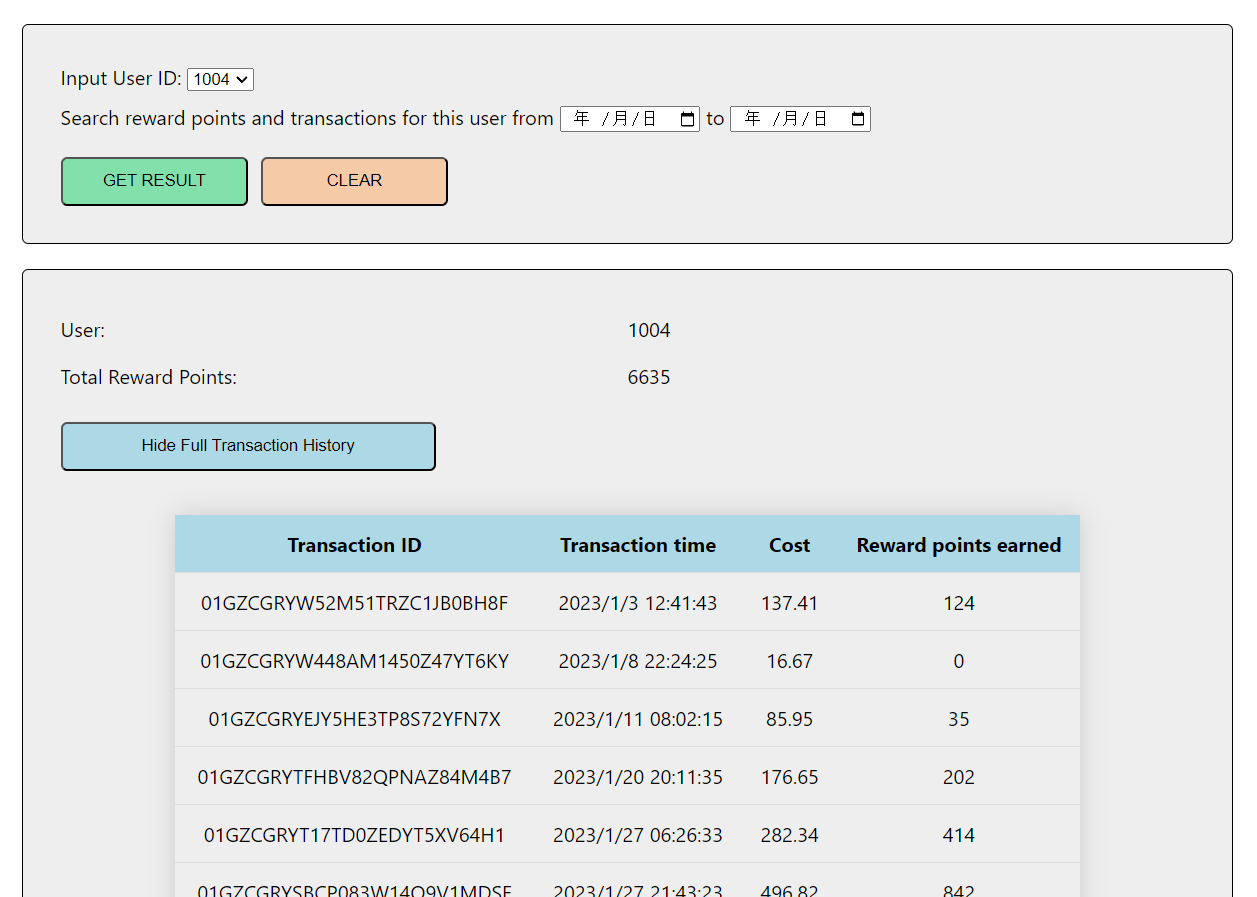 Input User ID: 1004
Search reward points and transactions for this user from 年 /月/日 to 年 /月/日
GET RESULT CLEAR
User: 1004
Total Reward Points: 6635
Hide Full Transaction History
Transaction ID Transaction time Cost Reward points earned
01GZCGRYW52M51TRZC1JB0BH8F 2023/1/3 12:41:43 137.41 124
01GZCGRYW448AM1450Z47YT6KY 2023/1/8 22:24:25 16.67 0
01GZCGRYEJY5HE3TP8S72YFN7X 2023/1/11 08:02:15 85.95 35
01GZCGRYTFHBV82QPNAZ84M4B7 2023/1/20 20:11:35 176.65 202
01GZCGRYT17TD0ZEDYT5XV64H1 2023/1/27 06:26:33 282.34 414
2023/1/27 21:43:23 496.82 842